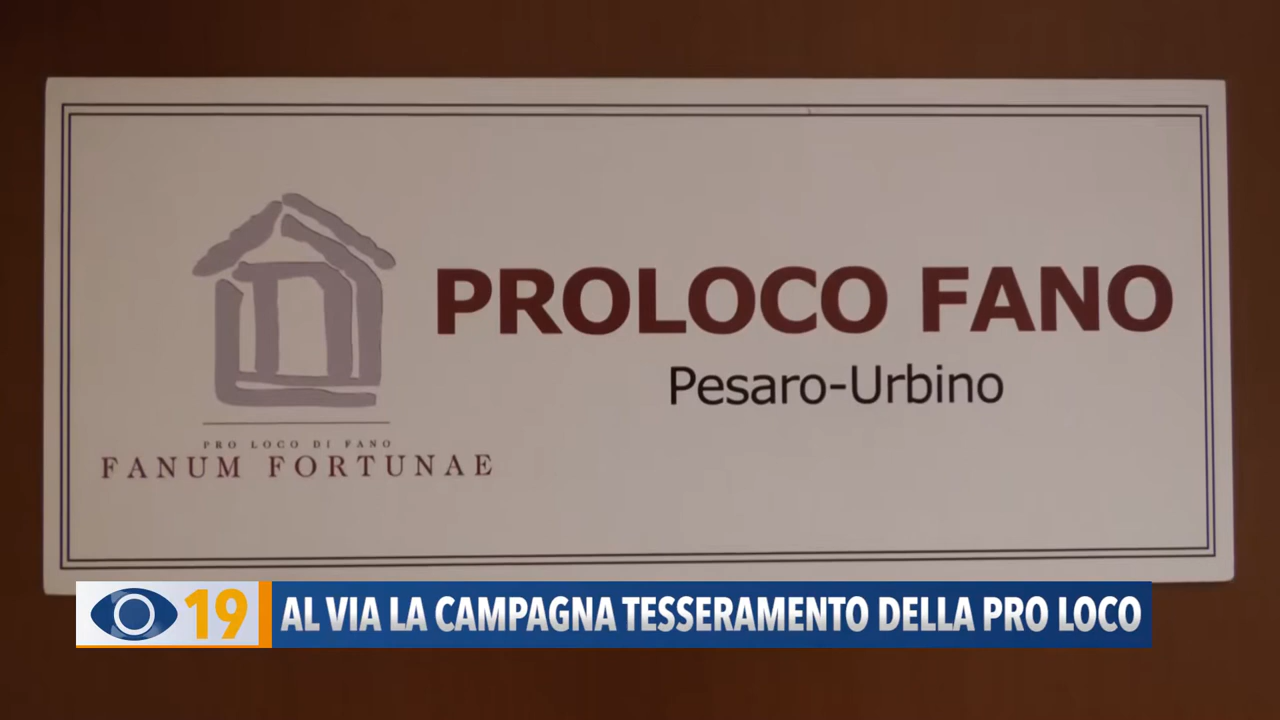 PROLOCO FANO
Pesaro-Urbino
PRO LOCO DI FANO
FANUM FORTUNAE
19
AL VIA LA CAMPAGNA TESSERAMENTO DELLA PRO LOCO